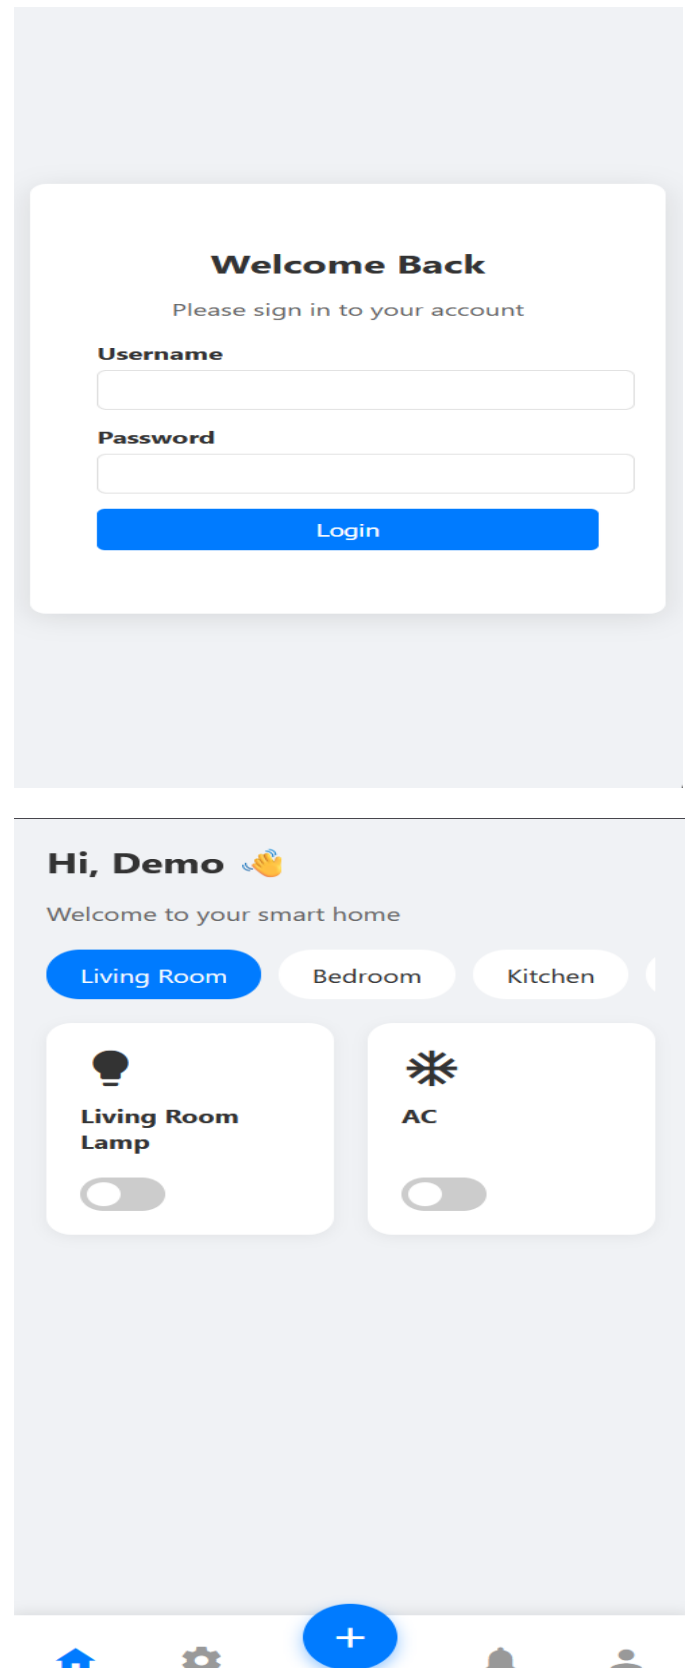 Welcome Back
Please sign in to your account
Username
Password
Login
Hi, Demo 👋
Welcome to your smart home
Living Room Bedroom Kitchen
Living Room
Lamp
AC
+